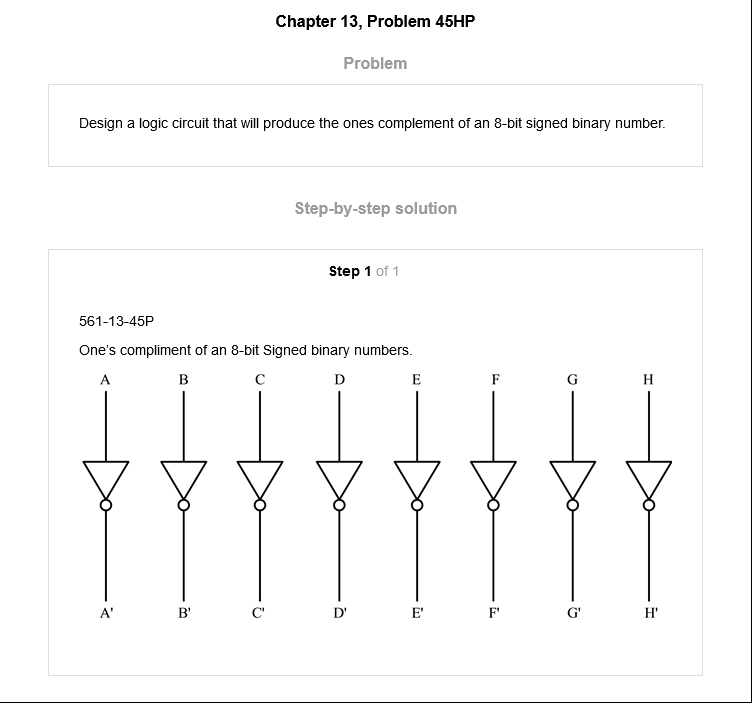 Chapter 13, Problem 45HP
Problem
Design a logic circuit that will produce the ones complement of an 8-bit signed binary number.
Step-by-step solution
Step 1 of 1
561-13-45P
One's compliment of an 8-bit Signed binary numbers.
A B C D E F G H
A' B' C' D' E' F' G' H'